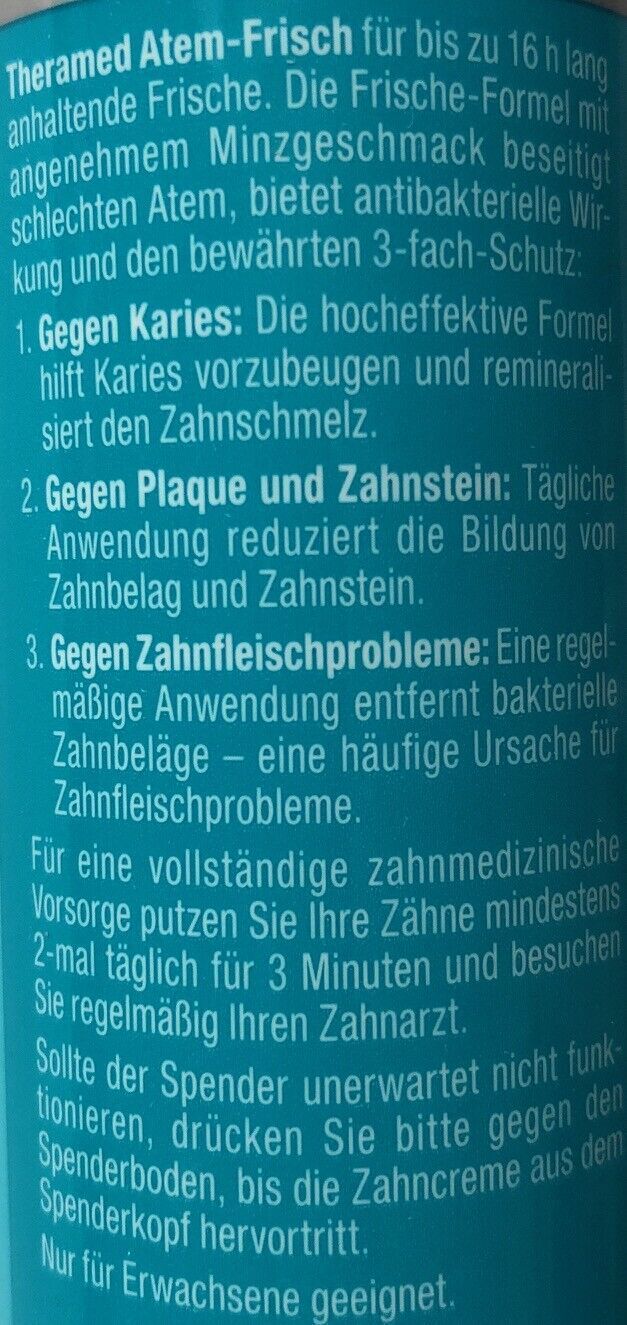 Theramed Atem-Frisch für bis zu 16 h lang
anhaltende Frische. Die Frische-Formel mit
angenehmem Minzgeschmack beseitigt
schlechten Atem, bietet antibakterielle Wir-
kung und den bewährten 3-fach-Schutz:
1. Gegen Karies: Die hocheffektive Formel
hilft Karies vorzubeugen und reminerali-
siert den Zahnschmelz.
2. Gegen Plaque und Zahnstein: Tägliche
Anwendung reduziert die Bildung von
Zahnbelag und Zahnstein.
3. Gegen Zahnfleischprobleme: Eine regel-
mäßige Anwendung entfernt bakterielle
Zahnbeläge – eine häufige Ursache für
Zahnfleischprobleme.
Für eine vollständige zahnmedizinische
Vorsorge putzen Sie Ihre Zähne mindestens
2-mal täglich für 3 Minuten und besuchen
Sie regelmäßig Ihren Zahnarzt.
Sollte der Spender unerwartet nicht funk-
tionieren, drücken Sie bitte gegen den
Spenderboden, bis die Zahncreme aus dem
Spenderkopf hervortritt.
Nur für Erwachsene geeignet.